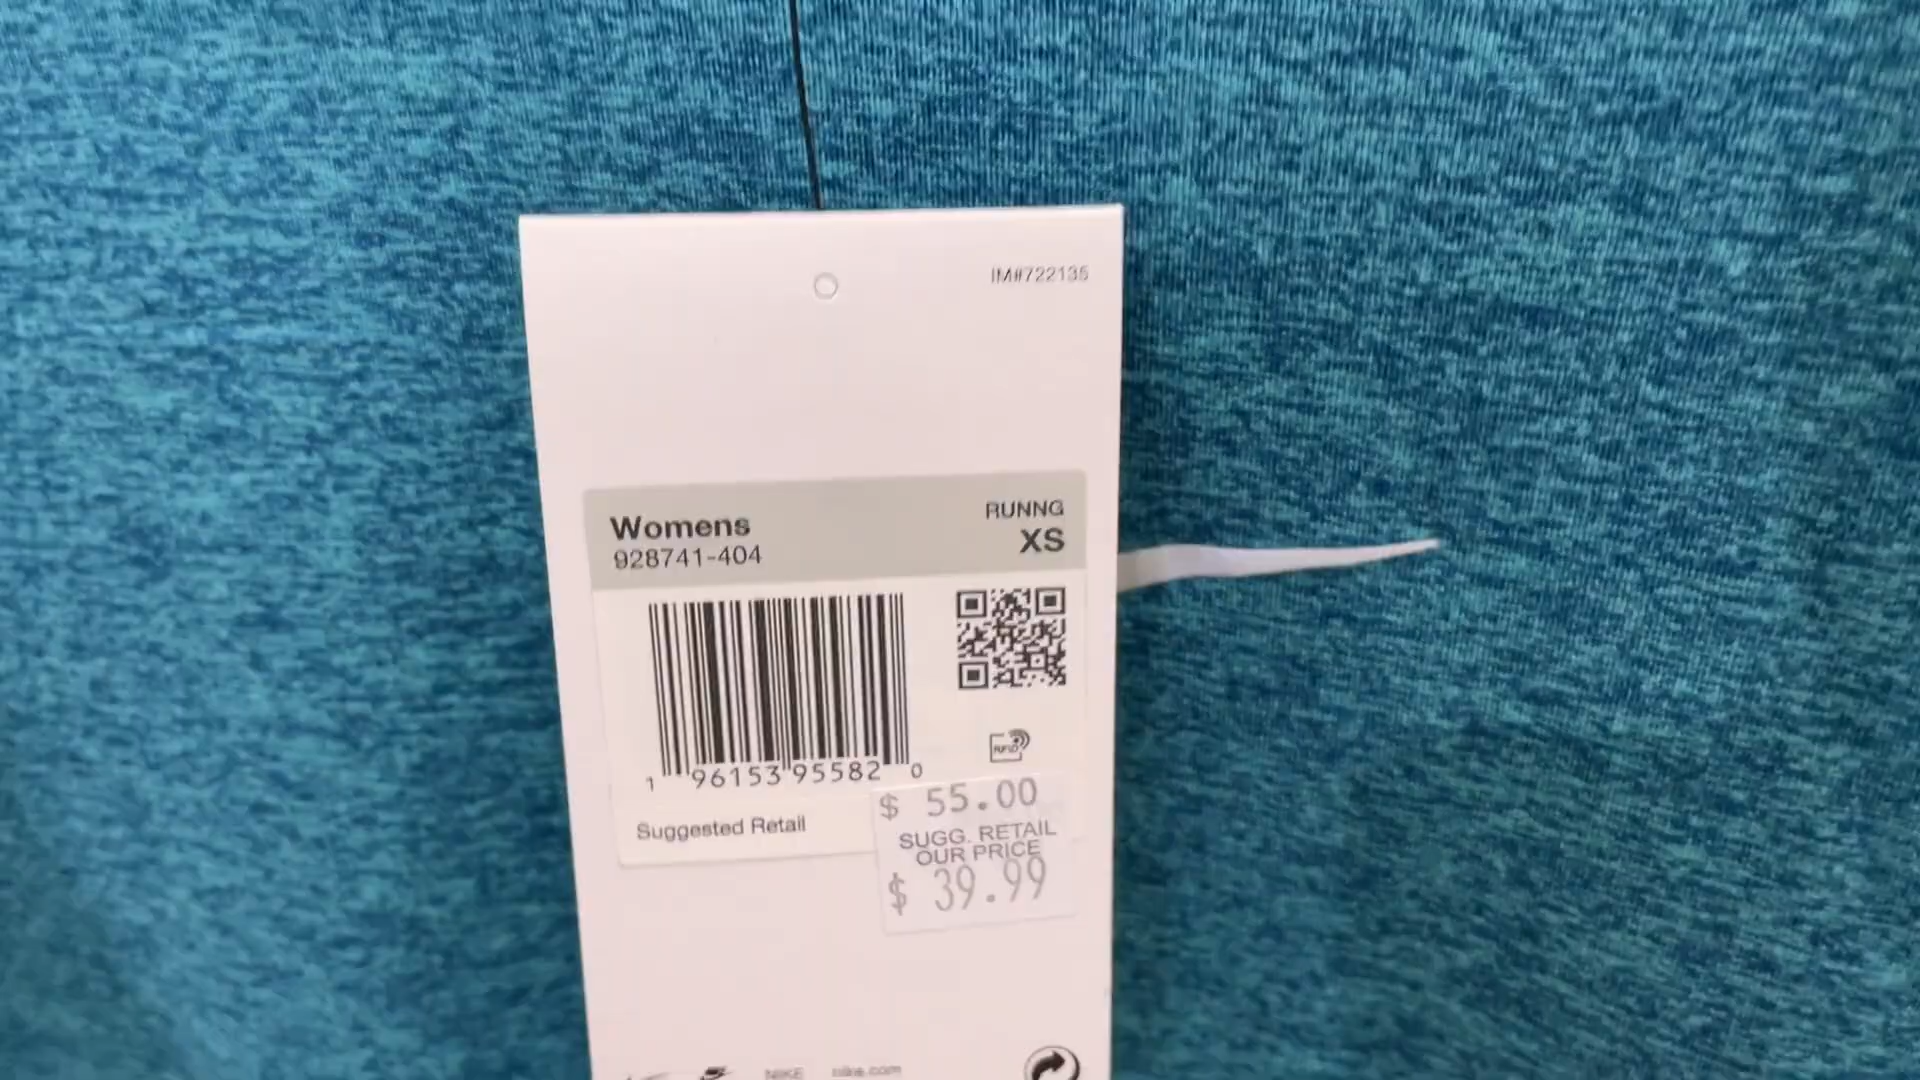 IM#722135
Womens
928741-404
RUNNG
XS
1 96153 95582 0
RFID
Suggested Retail
$ 55.00
SUGG. RETAIL
OUR PRICE
$ 39.99
NIKE nike.com